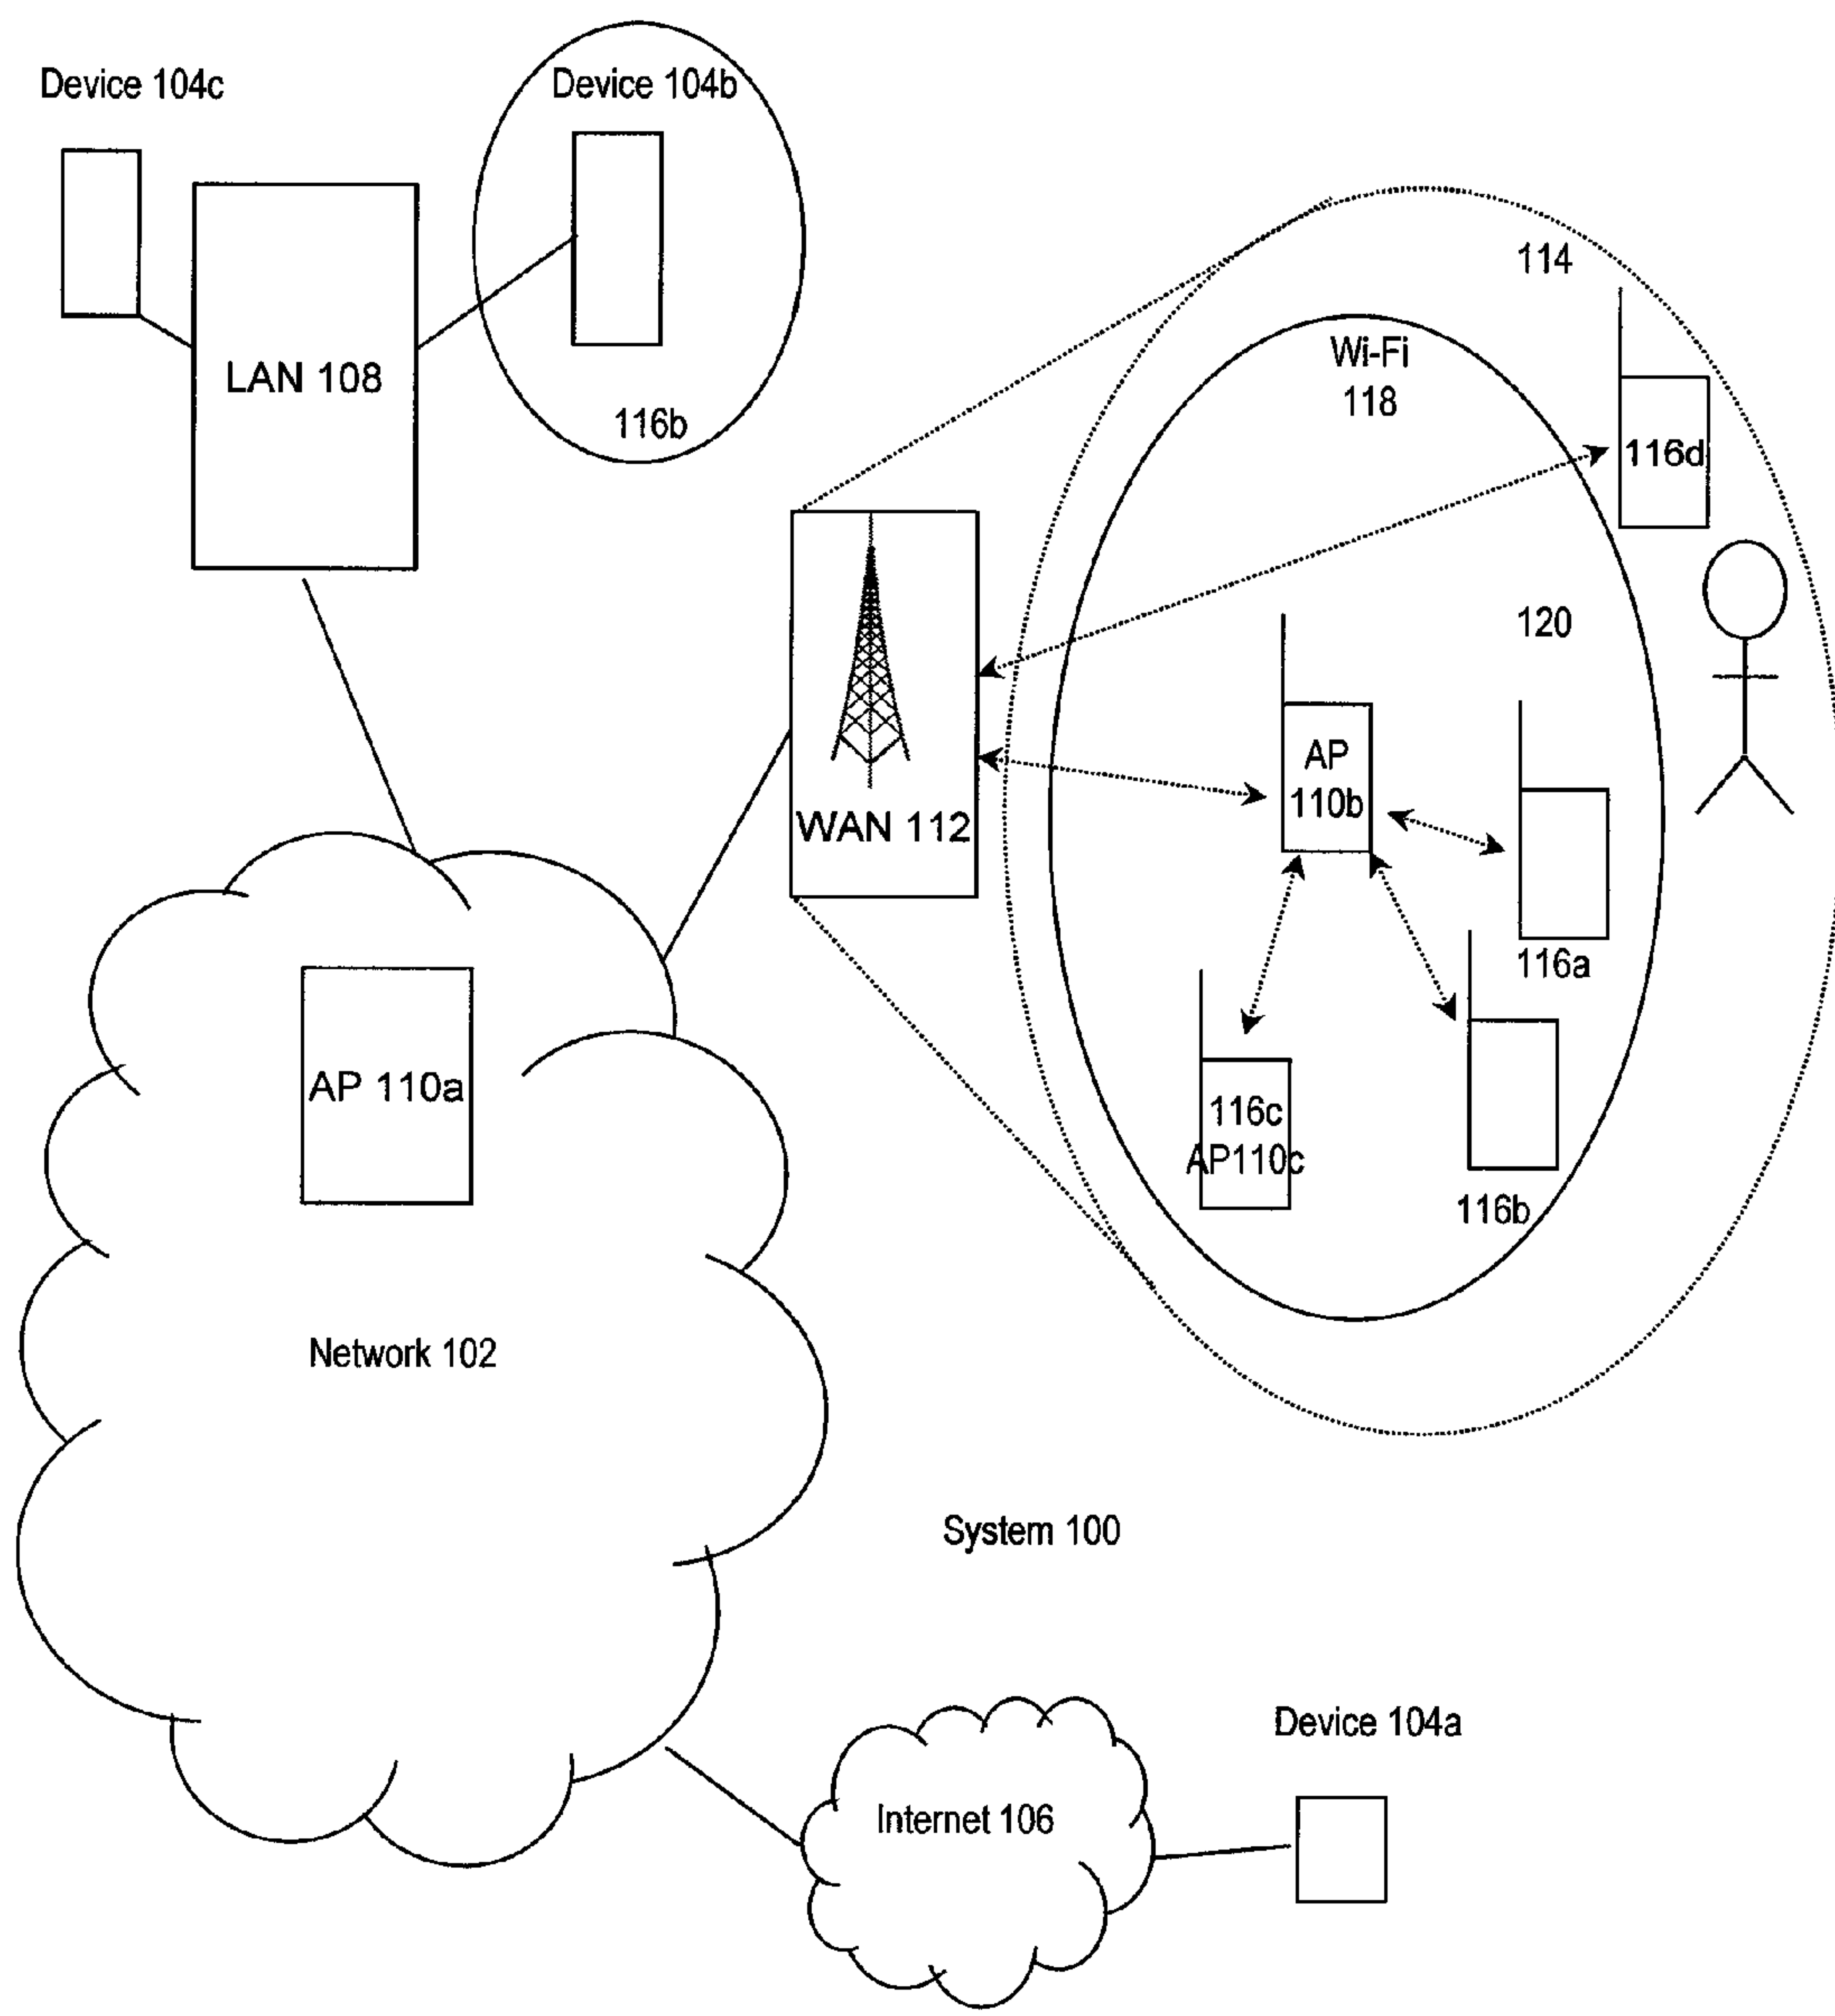 Device 104c
Device 104b
114
Wi-Fi
118
LAN 108
116b
116d
120
AP
110b
WAN 112
116a
AP 110a
116c
AP110c
116b
Network 102
System 100
Device 104a
Internet 106